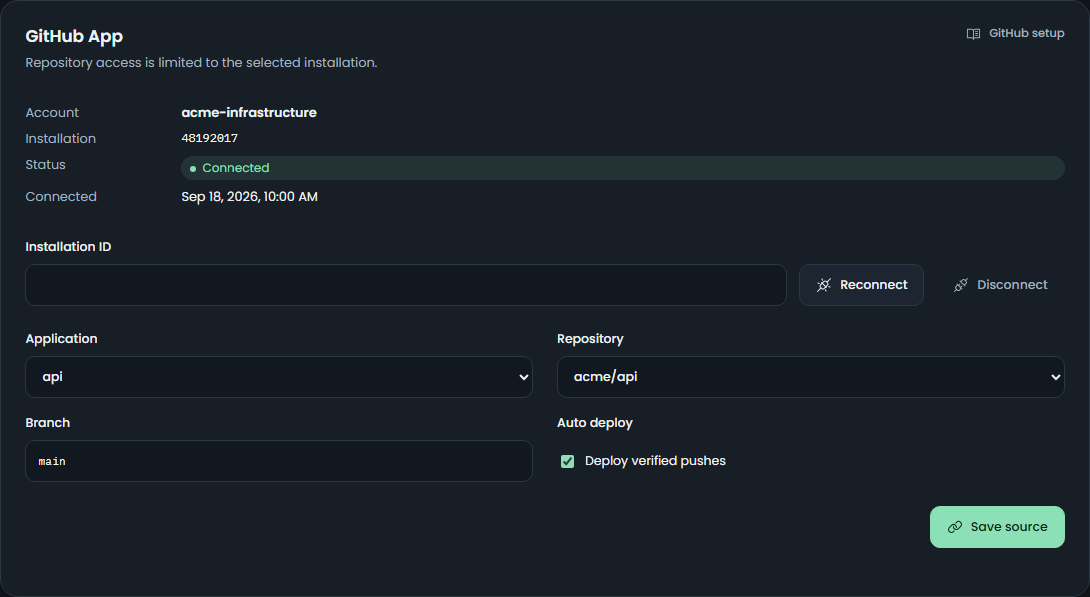 GitHub App
GitHub setup
Repository access is limited to the selected installation.
Account acme-infrastructure
Installation 48192017
Status Connected
Connected Sep 18, 2026, 10:00 AM
Installation ID
Reconnect Disconnect
Application Repository
api acme/api
Branch Auto deploy
main Deploy verified pushes
Save source